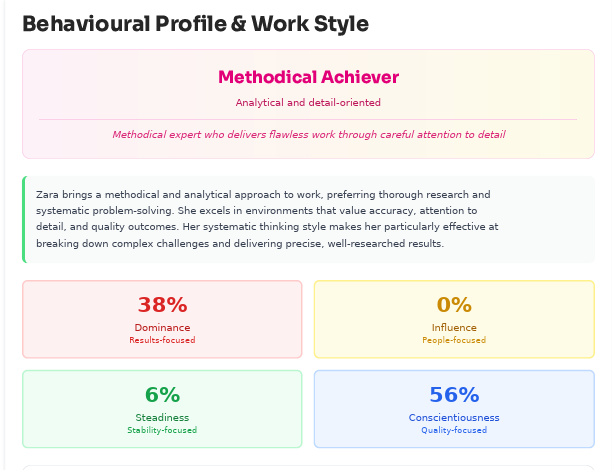 Behavioural Profile & Work Style
Methodical Achiever
Analytical and detail-oriented
Methodical expert who delivers flawless work through careful attention to detail
Zara brings a methodical and analytical approach to work, preferring thorough research and
systematic problem-solving. She excels in environments that value accuracy, attention to
detail, and quality outcomes. Her systematic thinking style makes her particularly effective at
breaking down complex challenges and delivering precise, well-researched results.
38%
Dominance
Results-focused
0%
Influence
People-focused
6%
Steadiness
Stability-focused
56%
Conscientiousness
Quality-focused